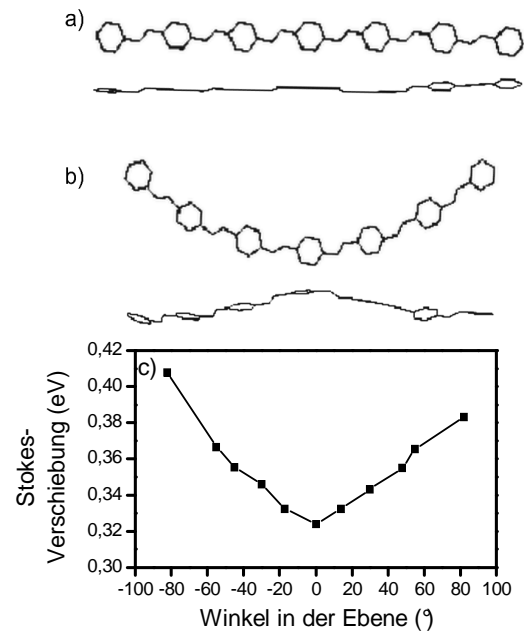 a)
b)
c)
Stokes-
Verschiebung (eV)
0,42
0,40
0,38
0,36
0,34
0,32
0,30
-100 -80 -60 -40 -20 0 20 40 60 80 100
Winkel in der Ebene (°)